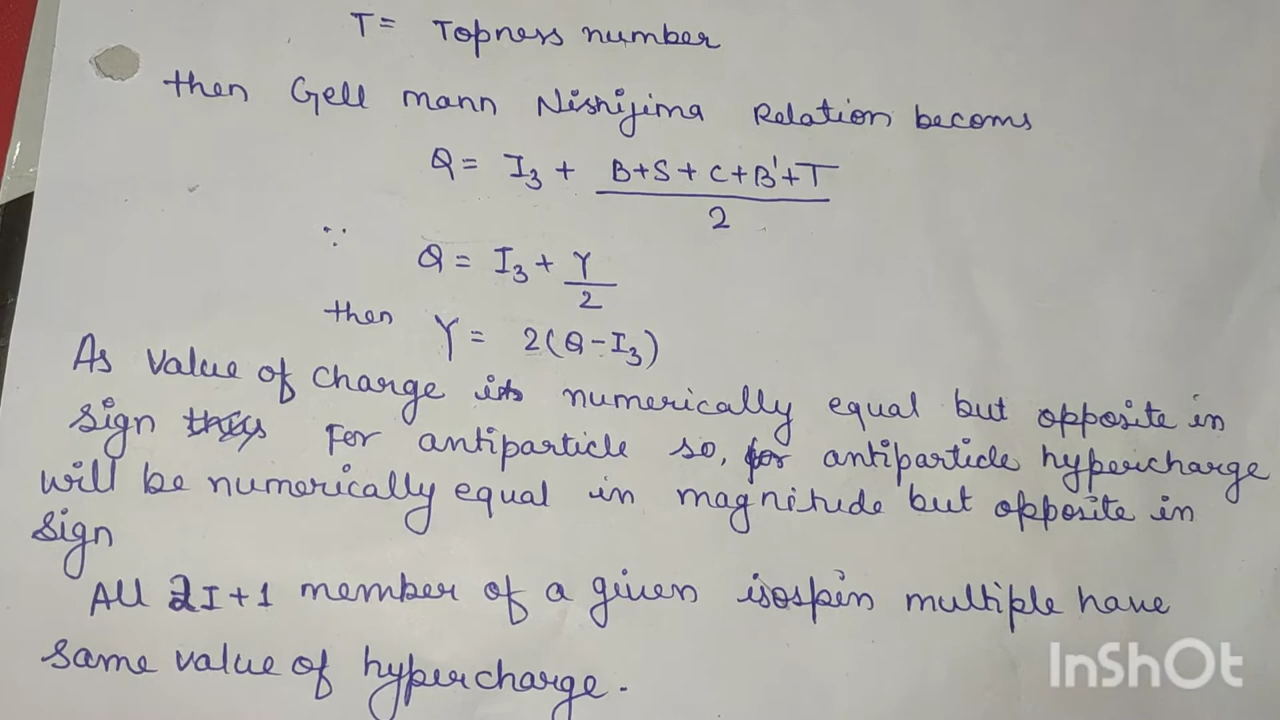 T = Topness number
then Gell mann Nishijima Relation becoms
Q = I₃ + B+S+C+B'+T / 2
∵ Q = I₃ + Y / 2
then Y = 2(Q-I₃)
As value of charge is numerically equal but opposite in
sign For antiparticle so, for antiparticle hypercharge
will be numerically equal in magnitude but opposite in
sign
All 2I+1 member of a given isospin multiple have
same value of hypercharge.
InShOt